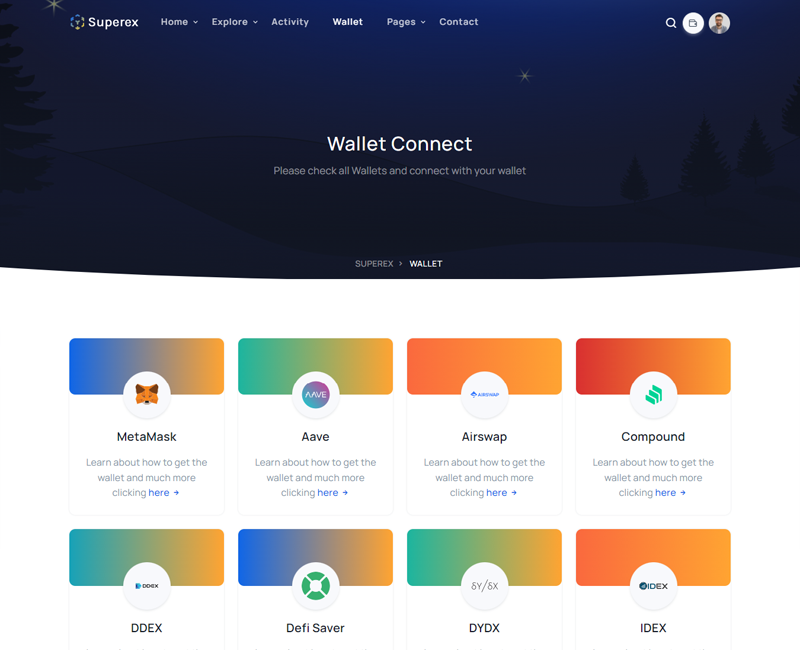 Superex Home Explore Activity Wallet Pages Contact
Wallet Connect
Please check all Wallets and connect with your wallet
SUPEREX > WALLET
AAVE
AIRSWAP
MetaMask
Learn about how to get the
wallet and much more
clicking here →
Aave
Learn about how to get the
wallet and much more
clicking here →
Airswap
Learn about how to get the
wallet and much more
clicking here →
Compound
Learn about how to get the
wallet and much more
clicking here →
DDEX
DDEX
Defi Saver
δY/δX
DYDX
IDEX
IDEX